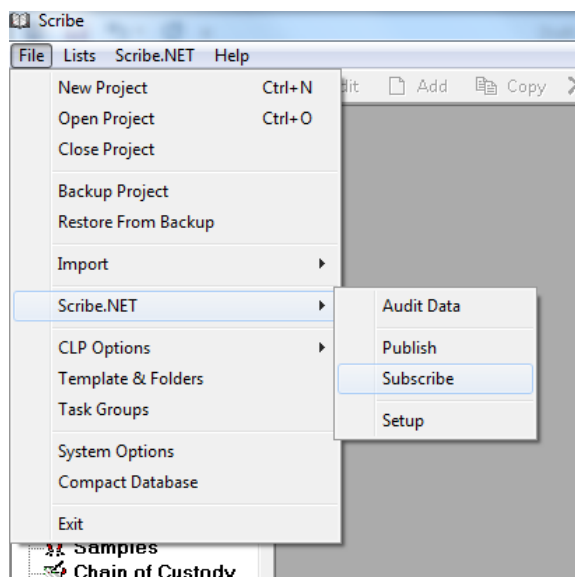 Scribe
File Lists Scribe.NET Help
New Project Ctrl+N
Add Copy
Open Project Ctrl+O
Close Project
Backup Project
Restore From Backup
Import
Scribe.NET
Audit Data
CLP Options
Publish
Template & Folders
Subscribe
Task Groups
Setup
System Options
Compact Database
Exit
Samples
Chain of Custody